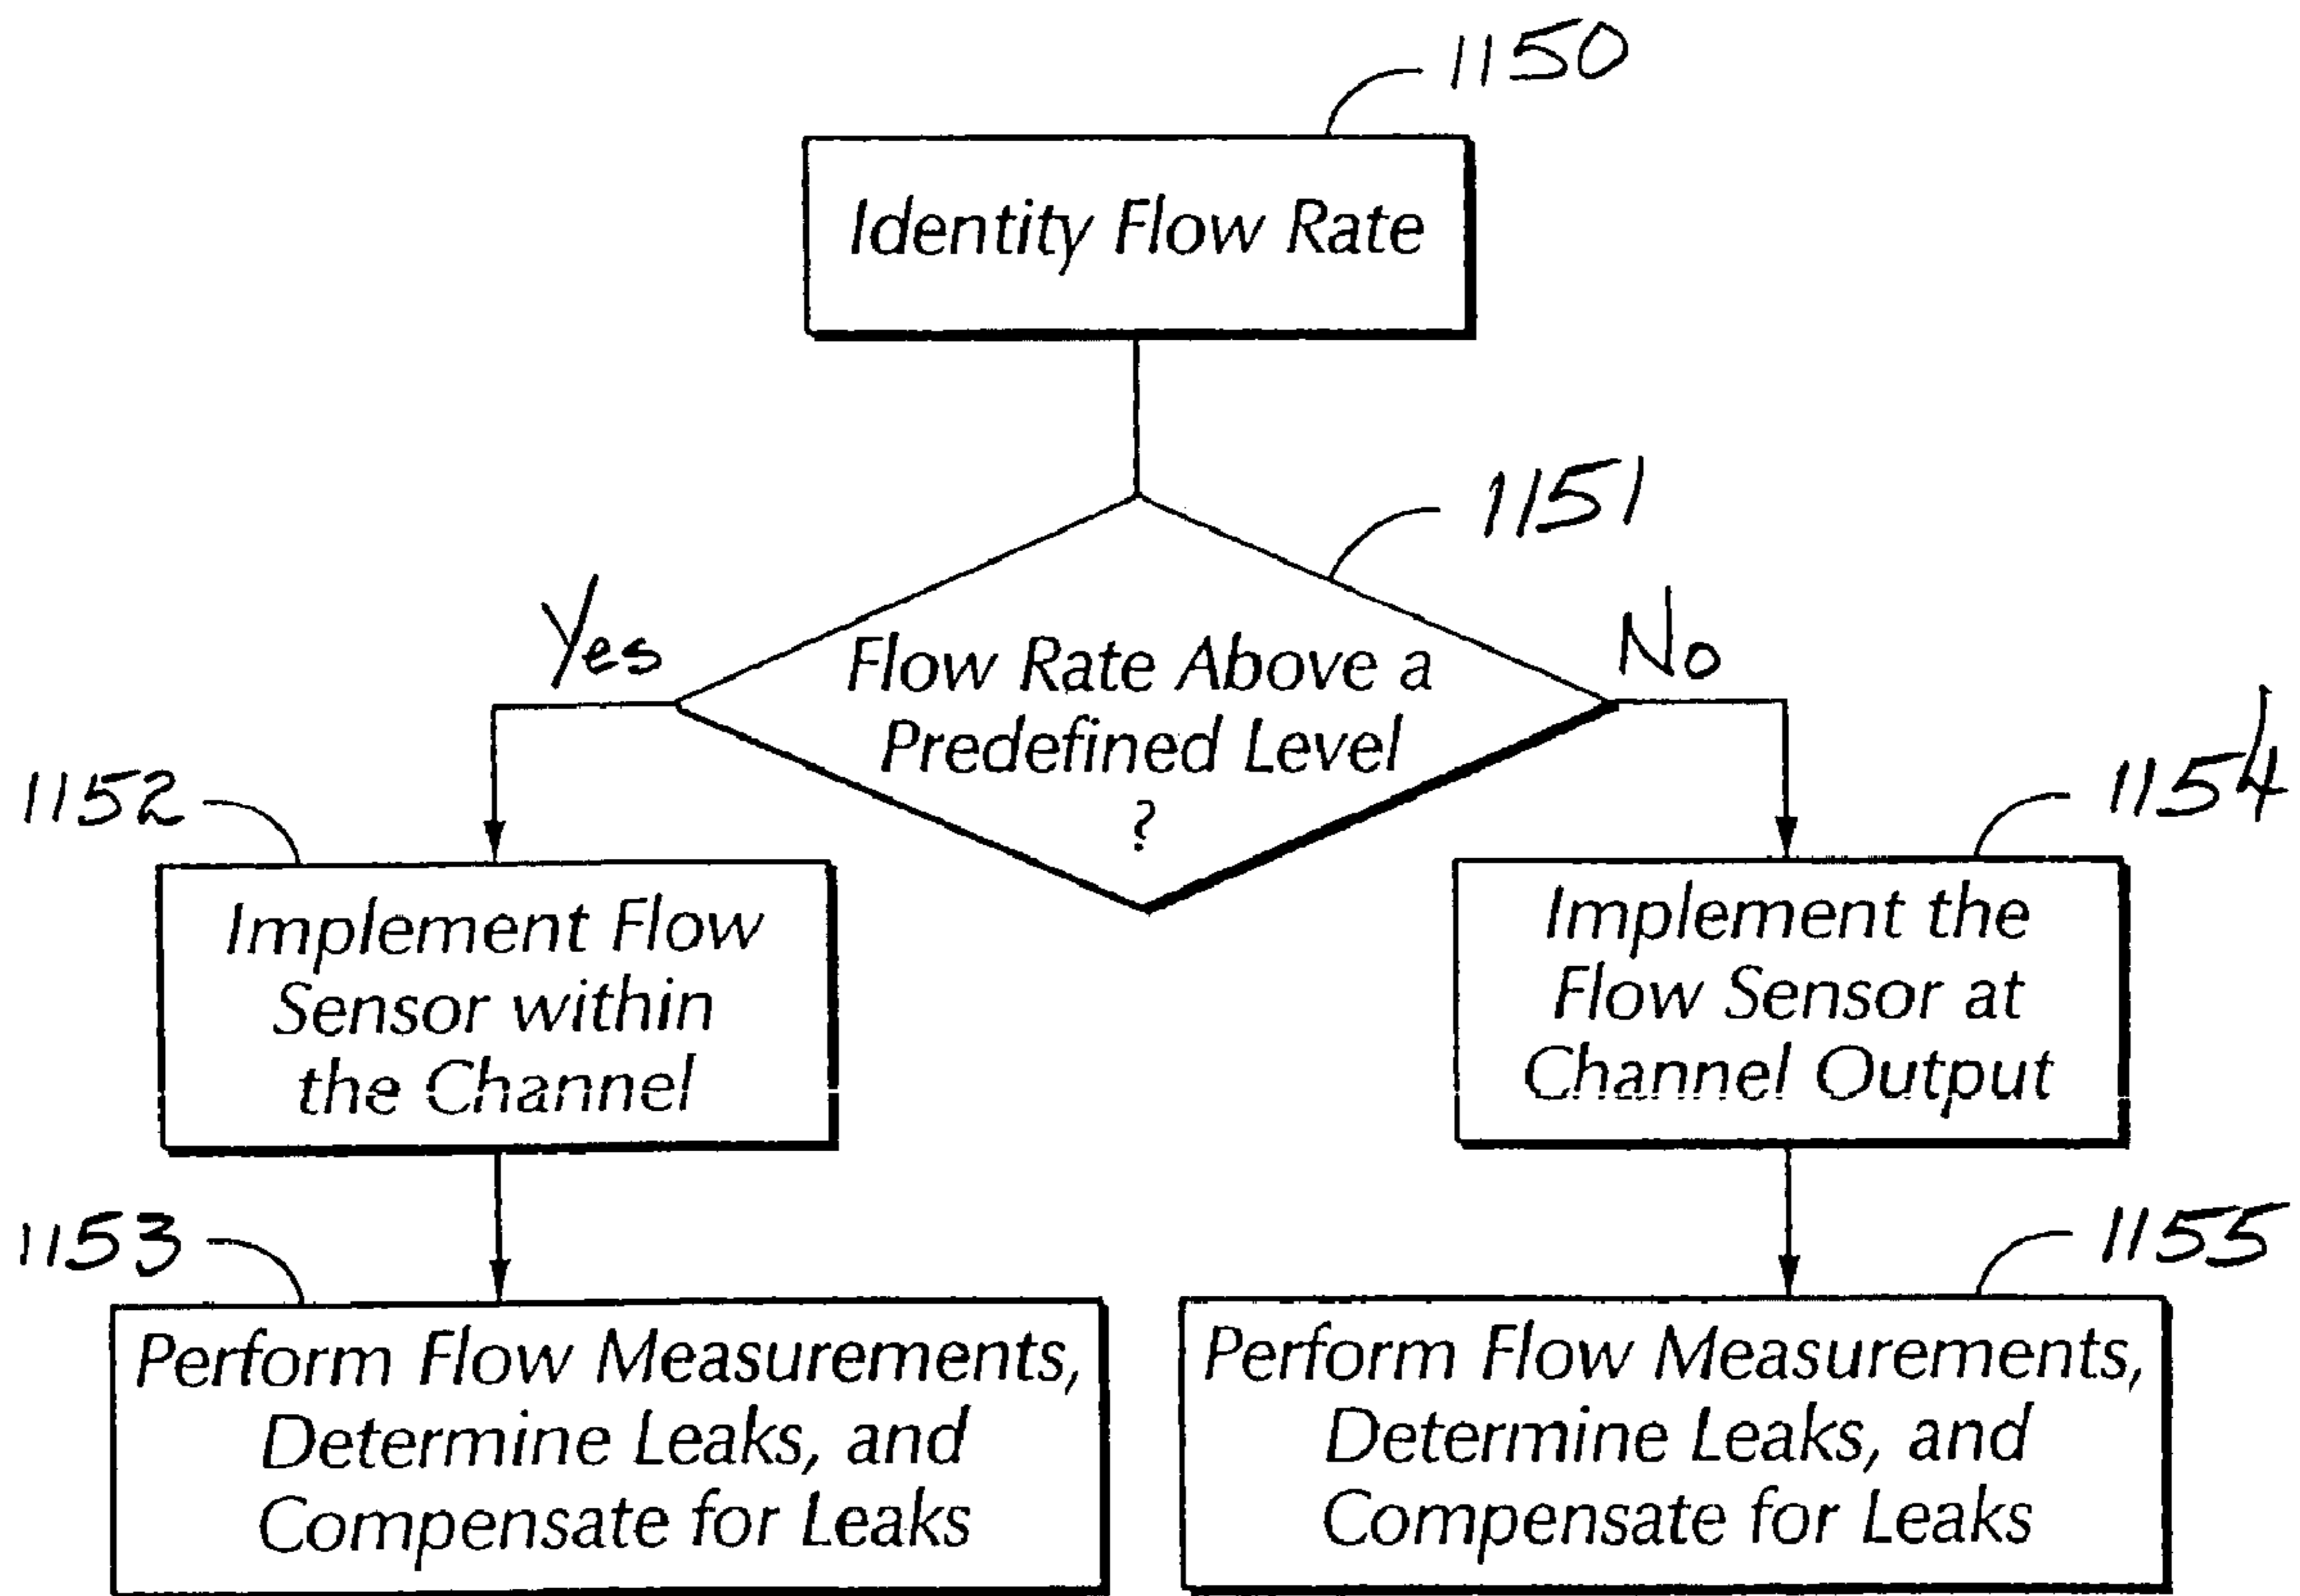 1150
Identity Flow Rate
1151
Yes
No
Flow Rate Above a
Predefined Level
?
1152
Implement Flow
Sensor within
the Channel
1154
Implement the
Flow Sensor at
Channel Output
1153
Perform Flow Measurements,
Determine Leaks, and
Compensate for Leaks
1155
Perform Flow Measurements,
Determine Leaks, and
Compensate for Leaks